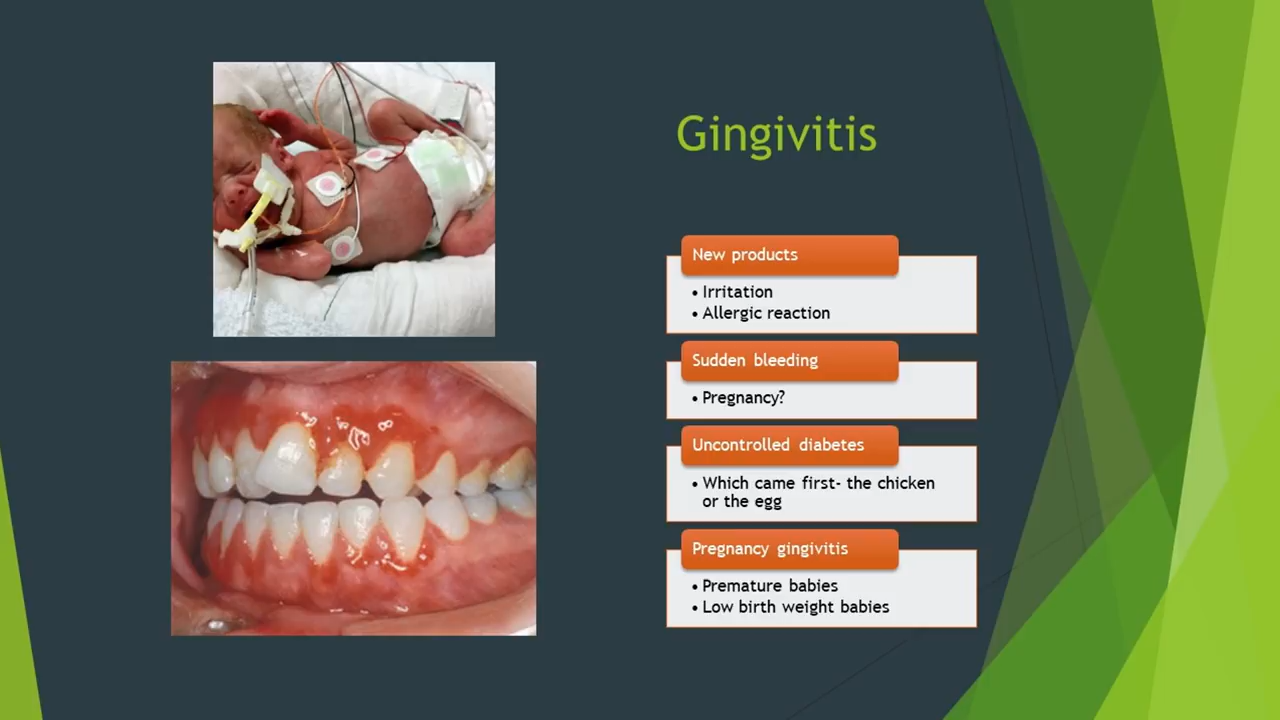 Gingivitis
New products
• Irritation
• Allergic reaction
Sudden bleeding
• Pregnancy?
Uncontrolled diabetes
• Which came first- the chicken
or the egg
Pregnancy gingivitis
• Premature babies
• Low birth weight babies